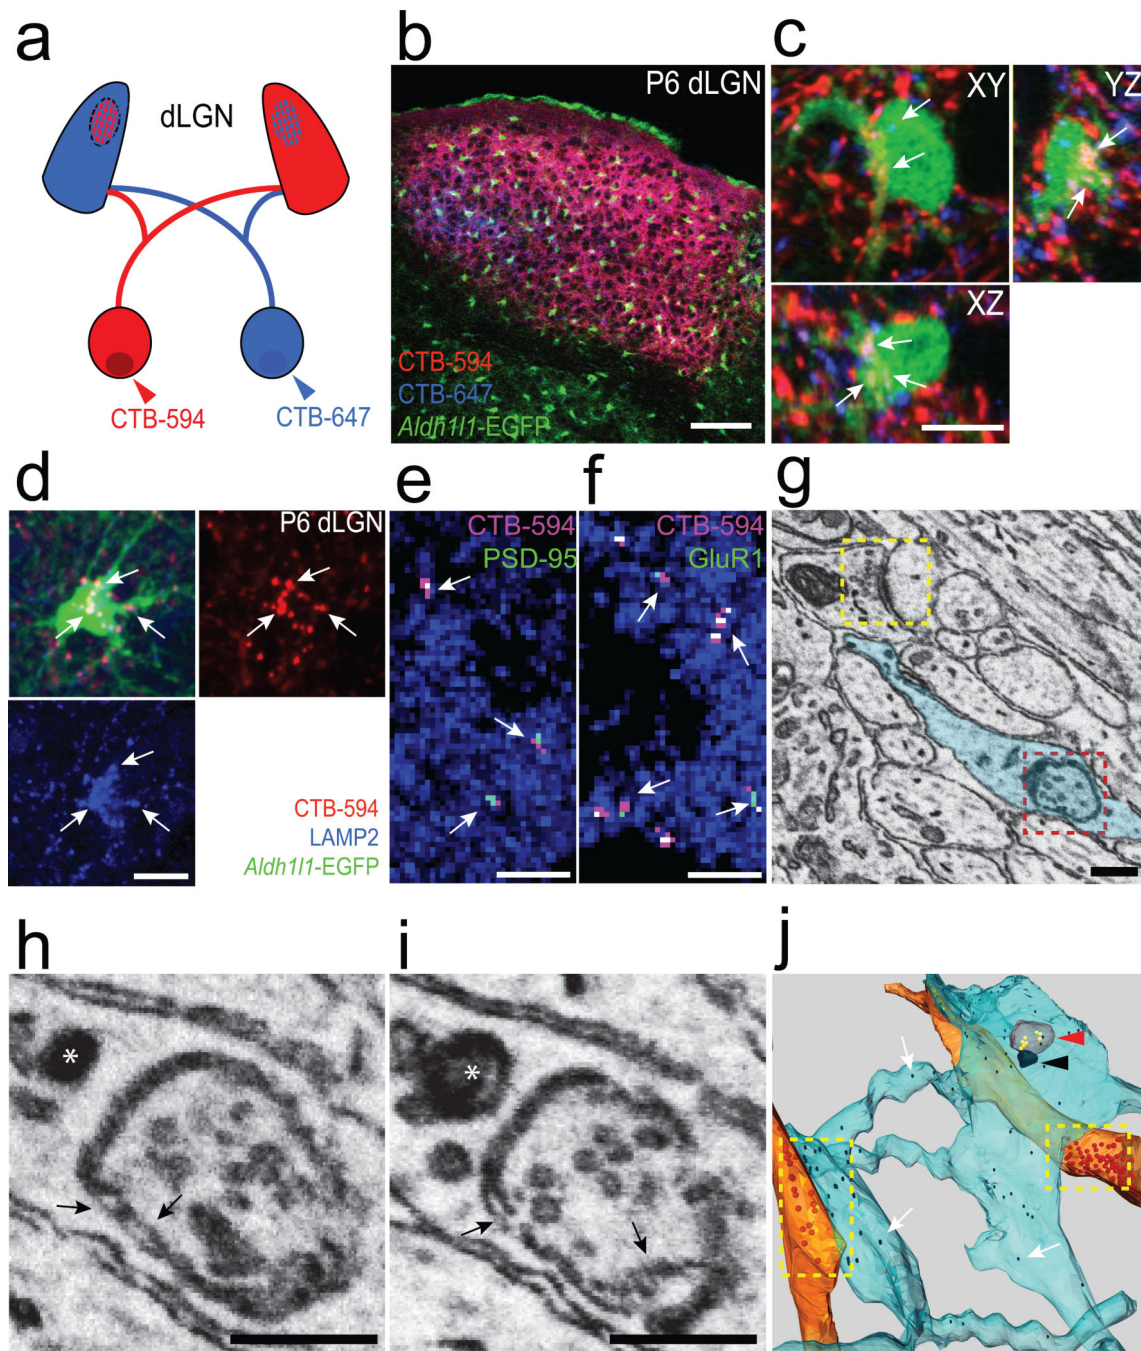 a
dLGN
CTB-594
CTB-647
b
P6 dLGN
CTB-594
CTB-647
Aldh1l1-EGFP
c
XY
YZ
XZ
d
P6 dLGN
CTB-594
LAMP2
Aldh1l1-EGFP
e
CTB-594
PSD-95
f
CTB-594
GluR1
g
h
*
i
*
j